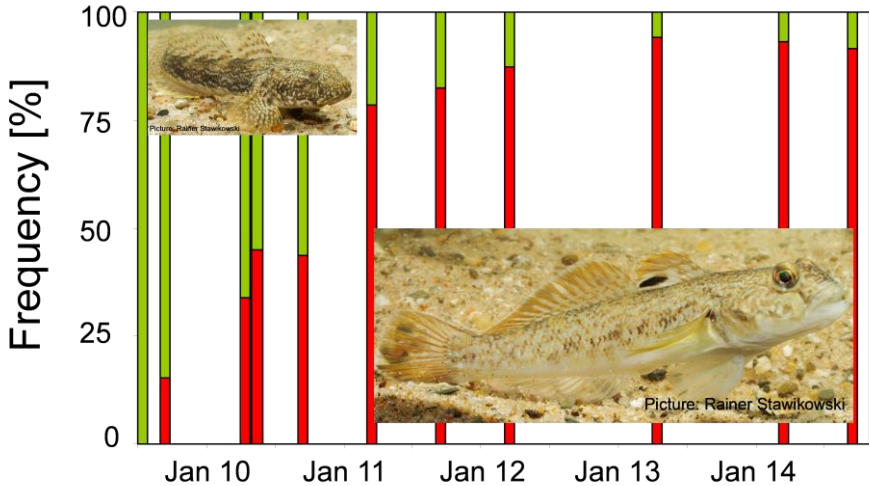 100
Picture: Rainer Stawikowski
75
Frequency [%]
50
25
Picture: Rainer Stawikowski
0
Jan 10 Jan 11 Jan 12 Jan 13 Jan 14